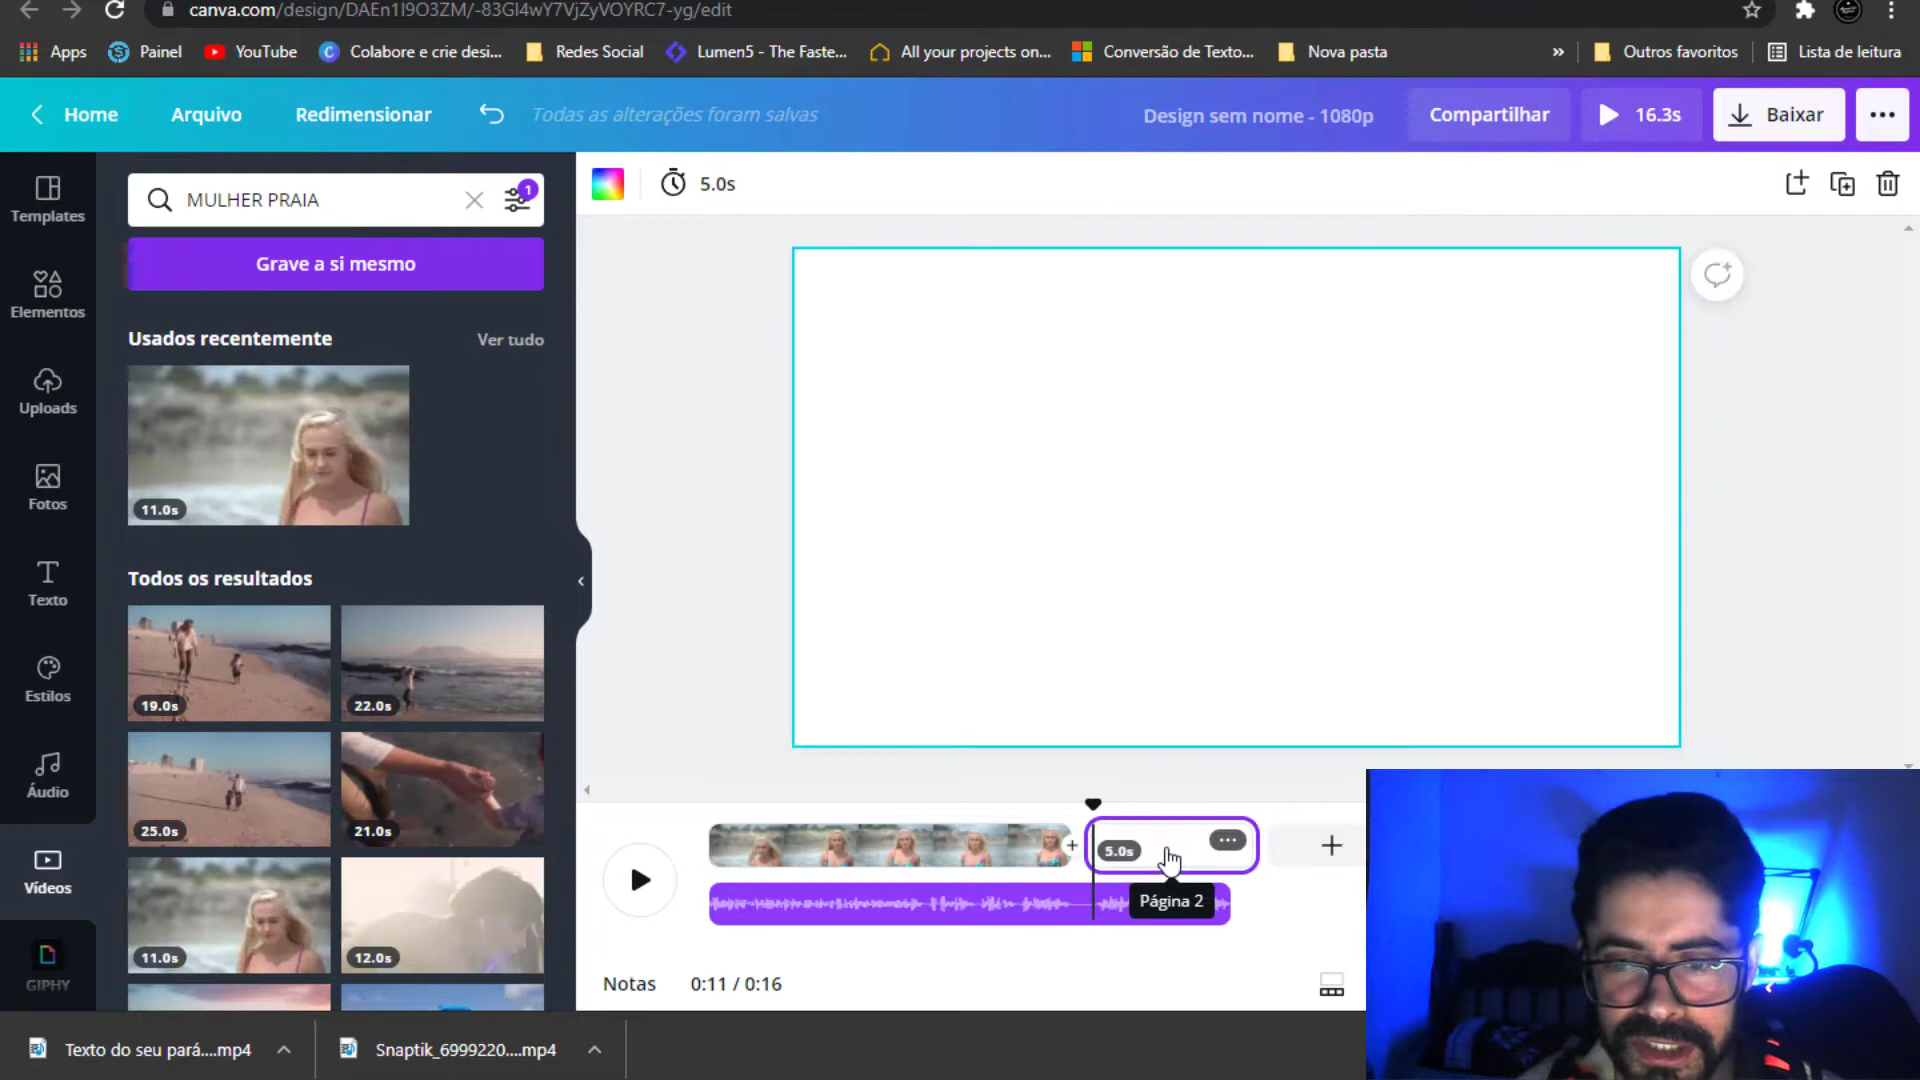 canva.com/design/DAEn1I9O3ZM/-83Gl4wY7VjZyVOYRC7-yg/edit
Apps Painel YouTube Colabore e crie desi... Redes Social Lumen5 - The Faste... All your projects on... Conversão de Texto... Nova pasta » Outros favoritos Lista de leitura
Home Arquivo Redimensionar Todas as alterações foram salvas Design sem nome - 1080p Compartilhar 16.3s Baixar
Templates
Elementos
Uploads
Fotos
Texto
Estilos
Áudio
Vídeos
GIPHY
MULHER PRAIA
1
Grave a si mesmo
Usados recentemente Ver tudo
11.0s
Todos os resultados
19.0s 22.0s
25.0s 21.0s
11.0s 12.0s
5.0s
5.0s
Página 2
Notas 0:11 / 0:16
Texto do seu pará....mp4 Snaptik_6999220....mp4